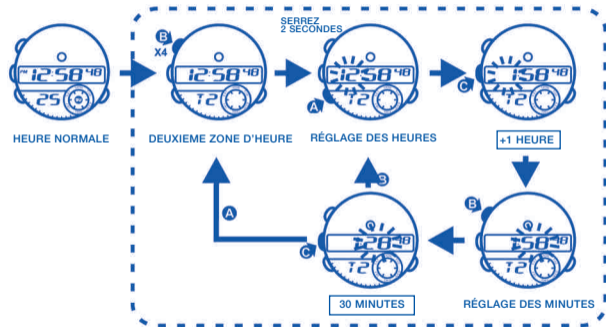 SERREZ
2 SECONDES
B
X4
12:58 48
25
12:58 48
T2
A
12:58 48
T2
C
1:58 48
T2
HEURE NORMALE
DEUXIEME ZONE D'HEURE
RÉGLAGE DES HEURES
+1 HEURE
A
B
C
1:28 48
T2
B
1:58 48
T2
30 MINUTES
RÉGLAGE DES MINUTES